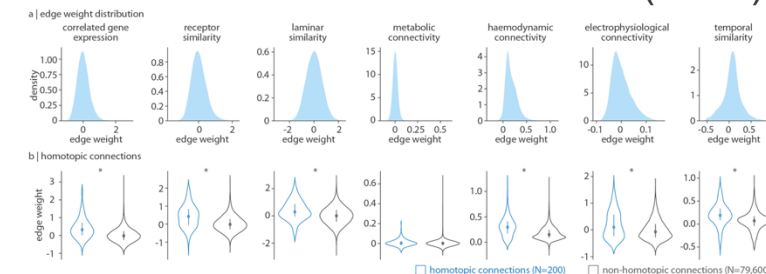 a | edge weight distribution
correlated gene expression
receptor similarity
laminar similarity
metabolic connectivity
haemodynamic connectivity
electrophysiological connectivity
temporal similarity
density
1.00
0.75
0.50
0.25
0
0 2
edge weight
0.8
0.6
0.4
0.2
0
0 2
edge weight
0.6
0.4
0.2
0
-2 0 2
edge weight
15
10
5
0
0 0.25 0.5
edge weight
4
3
2
1
0
0 0.5 1.0
edge weight
10
5
0
-0.1 0 0.1
edge weight
2
1
0
-0.5 0 0.5
edge weight
b | homotopic connections
edge weight
* * * * * *
3
2
1
0
-1
2
1
0
-1
2
0
-2
0.6
0.4
0.2
0
1.0
0.5
0.0
2
1
0
-1
1.0
0.5
0.0
-0.5
homotopic connections (N=200)
non-homotopic connections (N=79,600